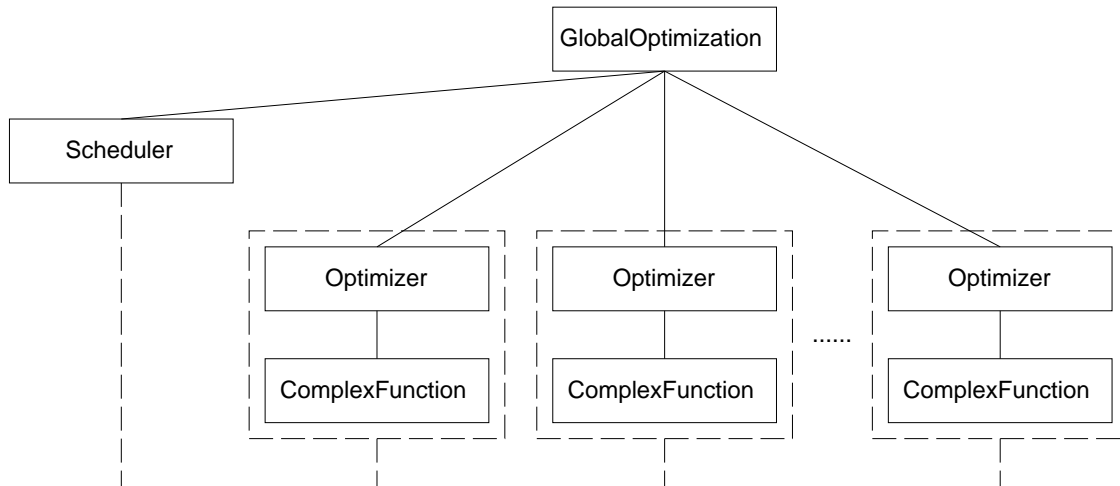 GlobalOptimization
Scheduler
Optimizer
Optimizer
Optimizer
......
ComplexFunction
ComplexFunction
ComplexFunction